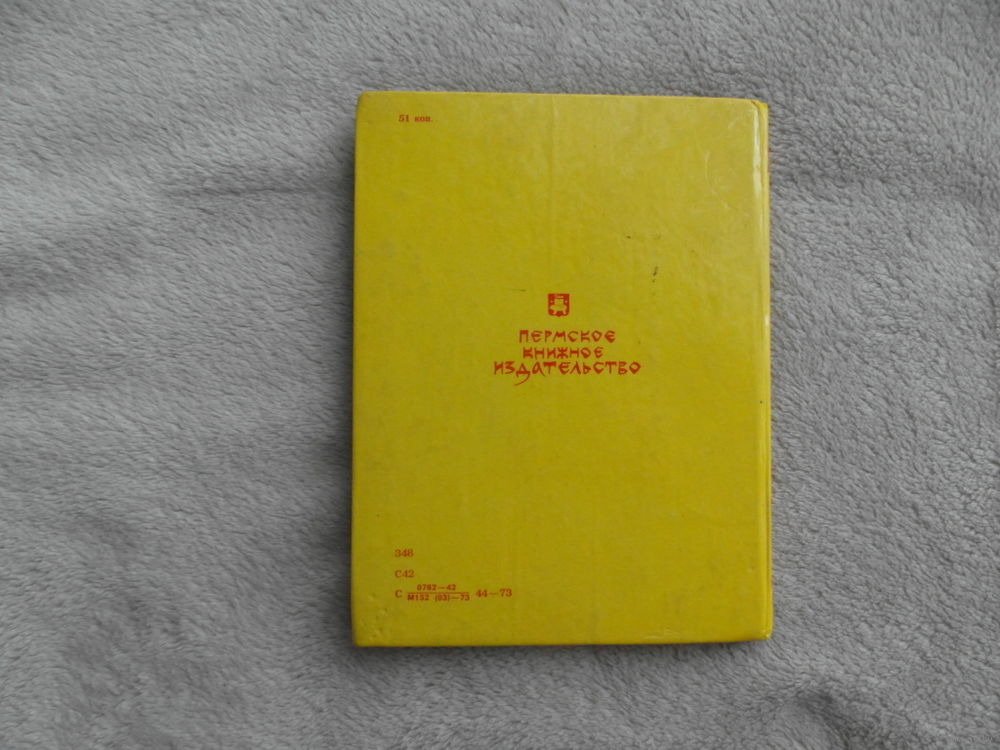 51 коп.
ПЕРМСКОЕ
КНИЖНОЕ
ИЗДАТЕЛЬСТВО
348
С42
С 0762—42 44—73
М152 (03)—73